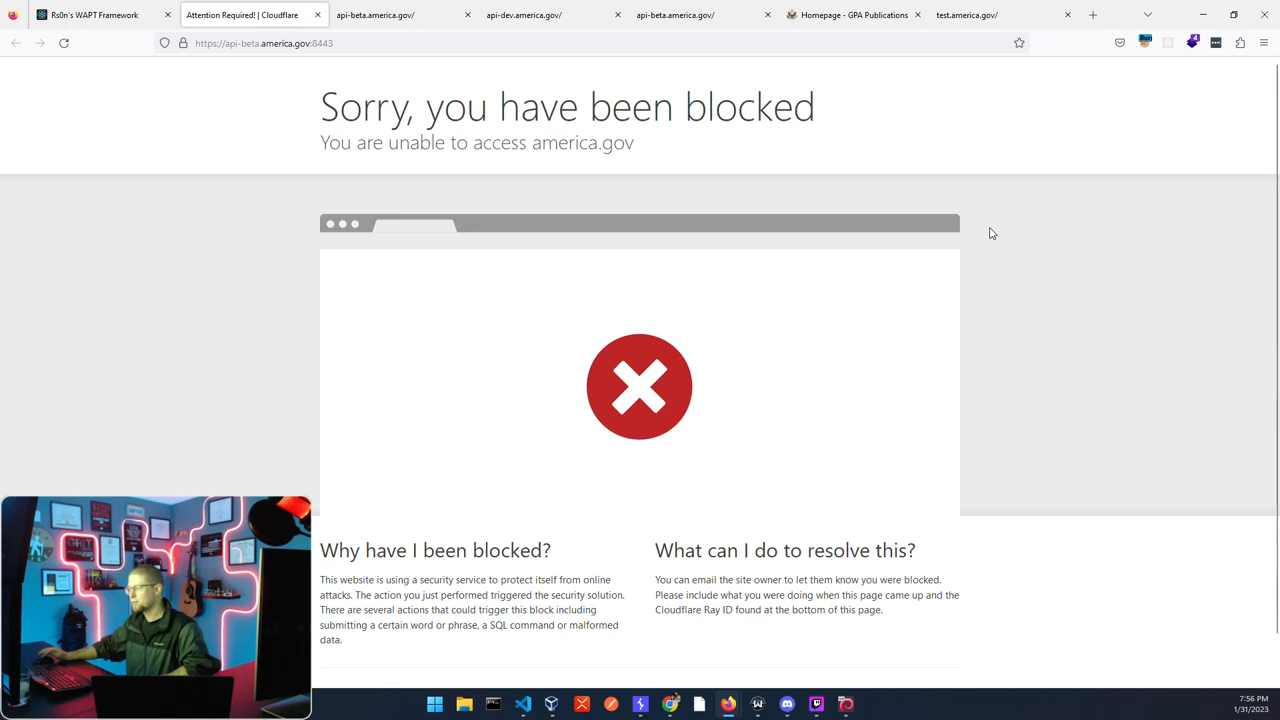 Rs0n's WAPT Framework
Attention Required! | Cloudflare
api-beta.america.gov/
api-dev.america.gov/
api-beta.america.gov/
Homepage - GPA Publications
test.america.gov/
https://api-beta.america.gov:8443
Sorry, you have been blocked
You are unable to access america.gov
Why have I been blocked?
This website is using a security service to protect itself from online
attacks. The action you just performed triggered the security solution.
There are several actions that could trigger this block including
submitting a certain word or phrase, a SQL command or malformed
data.
What can I do to resolve this?
You can email the site owner to let them know you were blocked.
Please include what you were doing when this page came up and the
Cloudflare Ray ID found at the bottom of this page.
7:56 PM
1/31/2023